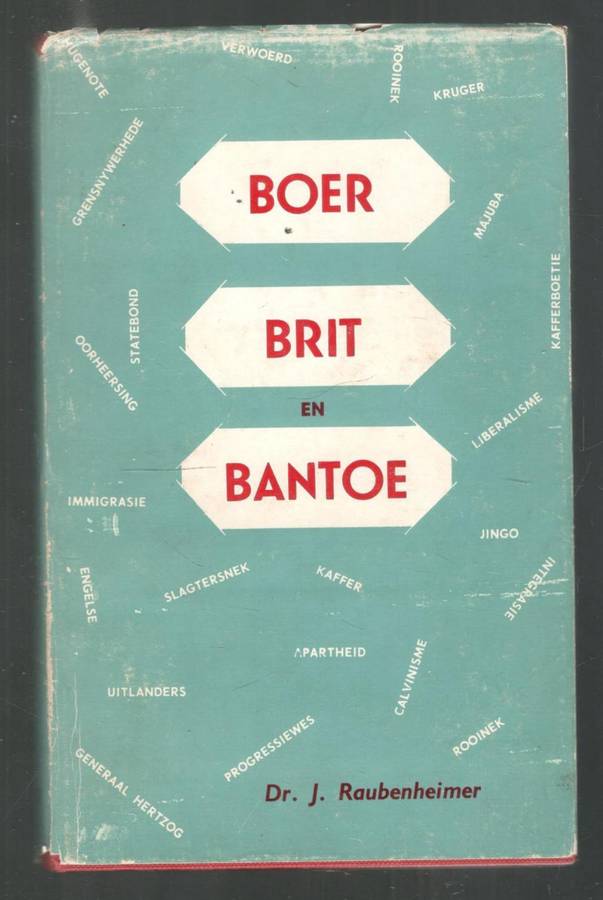 HUGENOTE
VERWOERD
ROOINEK
KRUGER
GRENSNYWERHEDE
BOER
MAJUBA
KAFFERBOETIE
STATEBOND
BRIT
OORHEERSING
EN
LIBERALISME
BANTOE
IMMIGRASIE
JINGO
ENGELSE
SLAGTERSNEK
KAFFER
INTEGRASIE
APARTHEID
CALVINISME
UITLANDERS
PROGRESSIEWES
ROOINEK
GENERAAL HERTZOG
Dr. J. Raubenheimer